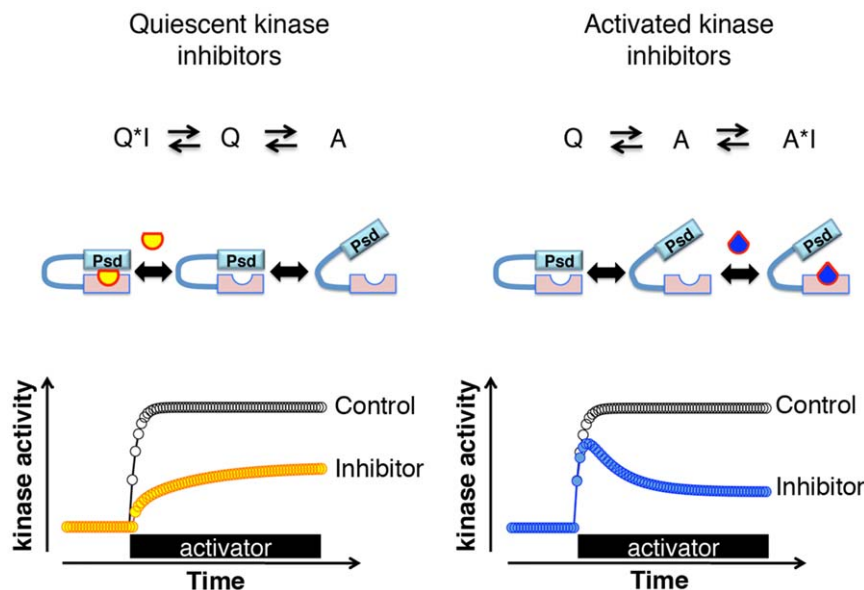 Quiescent kinase
inhibitors
Activated kinase
inhibitors
Q*I ⇌ Q ⇌ A
Q ⇌ A ⇌ A*I
Psd
Psd
Psd
Psd
Psd
Psd
kinase activity
Control
Inhibitor
activator
Time
kinase activity
Control
Inhibitor
activator
Time